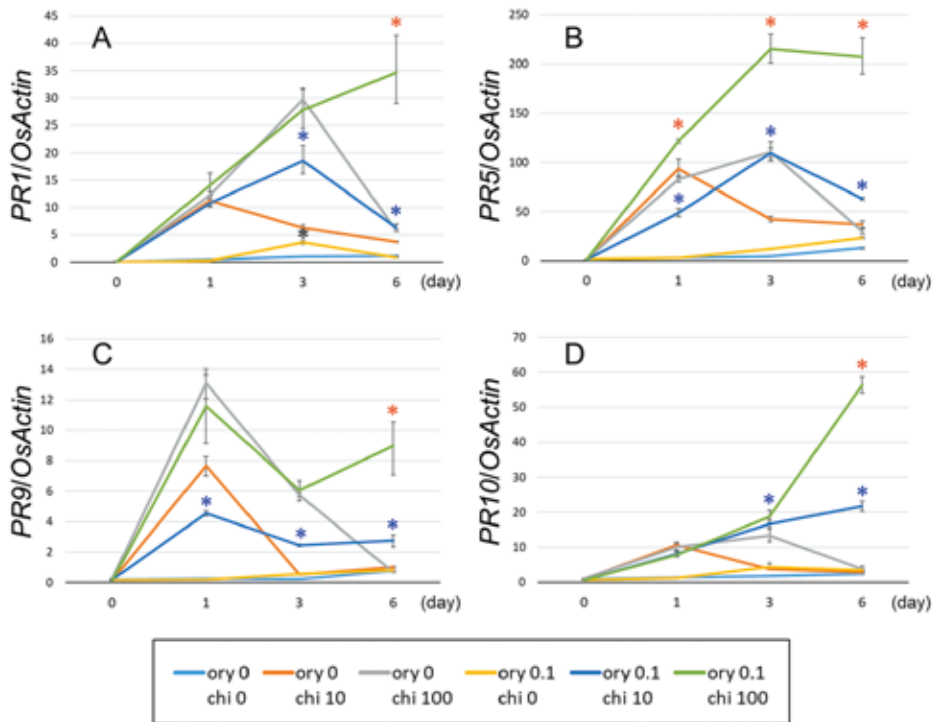 A
PR1/OsActin
45
40
35
30
25
20
15
10
5
0
0 1 3 6 (day)
* * * *
B
PR5/OsActin
250
200
150
100
50
0
0 1 3 6 (day)
* * * * * *
C
PR9/OsActin
16
14
12
10
8
6
4
2
0
0 1 3 6 (day)
* * * *
D
PR10/OsActin
70
60
50
40
30
20
10
0
0 1 3 6 (day)
* * *
ory 0 ory 0 ory 0 ory 0.1 ory 0.1 ory 0.1
chi 0 chi 10 chi 100 chi 0 chi 10 chi 100